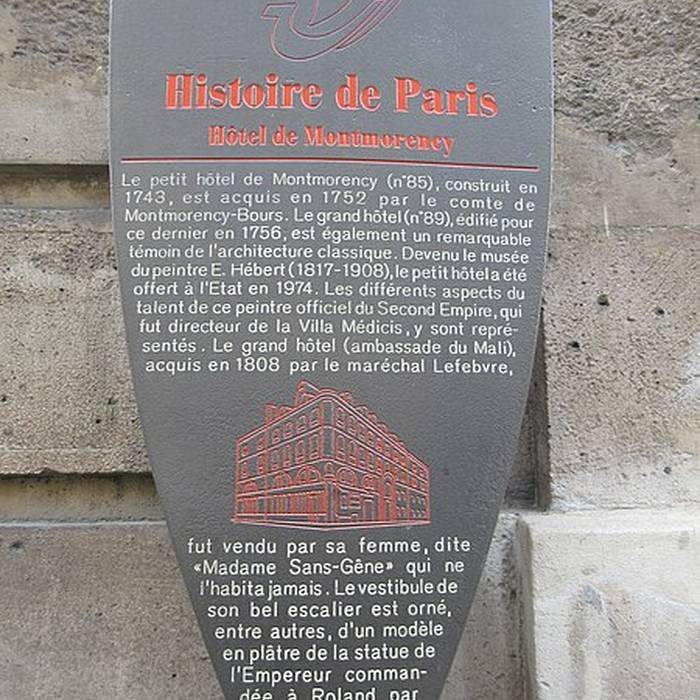 Histoire de Paris
Hôtel de Montmorency
Le petit hôtel de Montmorency (n°85), construit en
1743, est acquis en 1752 par le comte de
Montmorency-Bours. Le grand hôtel (n°89), édifié pour
ce dernier en 1756, est également un remarquable
témoin de l'architecture classique. Devenu le musée
du peintre E. Hébert (1817-1908), le petit hôtel a été
offert à l'Etat en 1974. Les différents aspects du
talent de ce peintre officiel du Second Empire, qui
fut directeur de la Villa Médicis, y sont repré-
sentés. Le grand hôtel (ambassade du Mali),
acquis en 1808 par le maréchal Lefebvre,
fut vendu par sa femme, dite
«Madame Sans-Gêne» qui ne
l'habita jamais. Le vestibule de
son bel escalier est orné,
entre autres, d'un modèle
en plâtre de la statue de
l'Empereur comman-
dée à Roland par